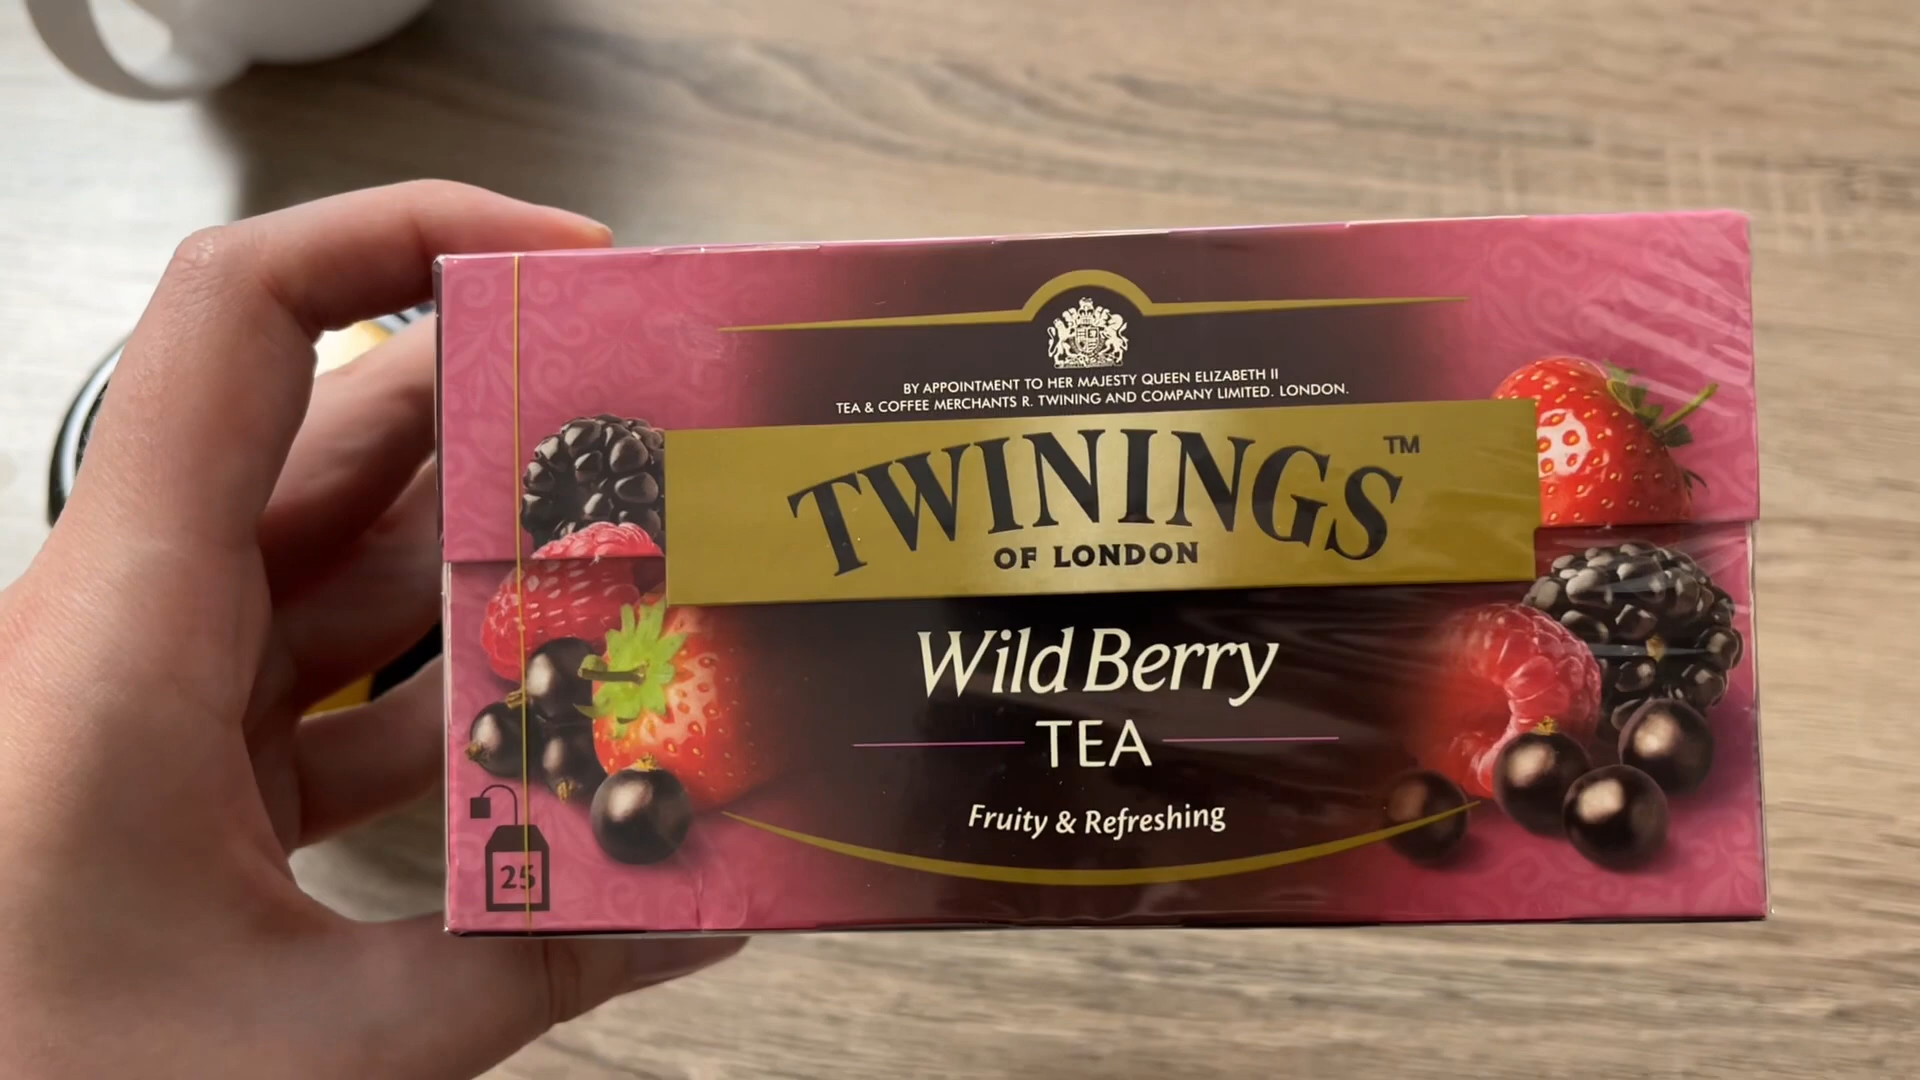 BY APPOINTMENT TO HER MAJESTY QUEEN ELIZABETH II
TEA & COFFEE MERCHANTS R. TWINING AND COMPANY LIMITED. LONDON.
TWININGS™
OF LONDON
Wild Berry
TEA
Fruity & Refreshing
25